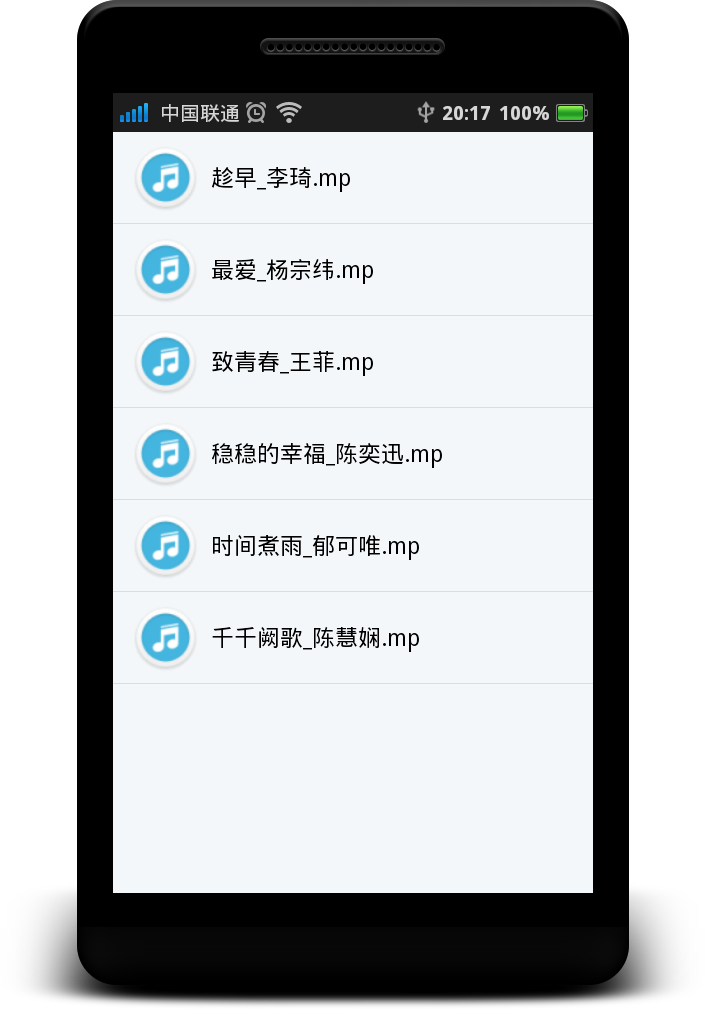 中国联通 20:17 100%
趁早_李琦.mp
最爱_杨宗纬.mp
致青春_王菲.mp
稳稳的幸福_陈奕迅.mp
时间煮雨_郁可唯.mp
千千阙歌_陈慧娴.mp